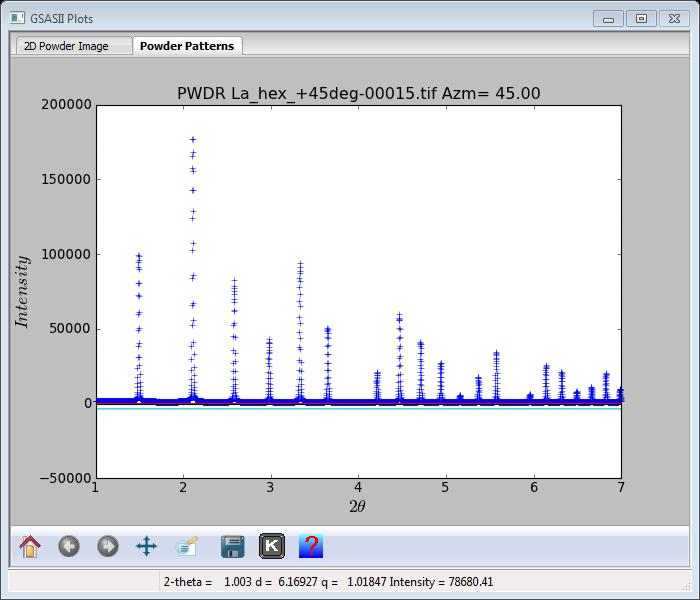 GSASII Plots
2D Powder Image Powder Patterns
PWDR La_hex_+45deg-00015.tif Azm= 45.00
200000
150000
100000
50000
0
−50000
Intensity
1 2 3 4 5 6 7
2θ
K ?
2-theta = 1.003 d = 6.16927 q = 1.01847 Intensity = 78680.41